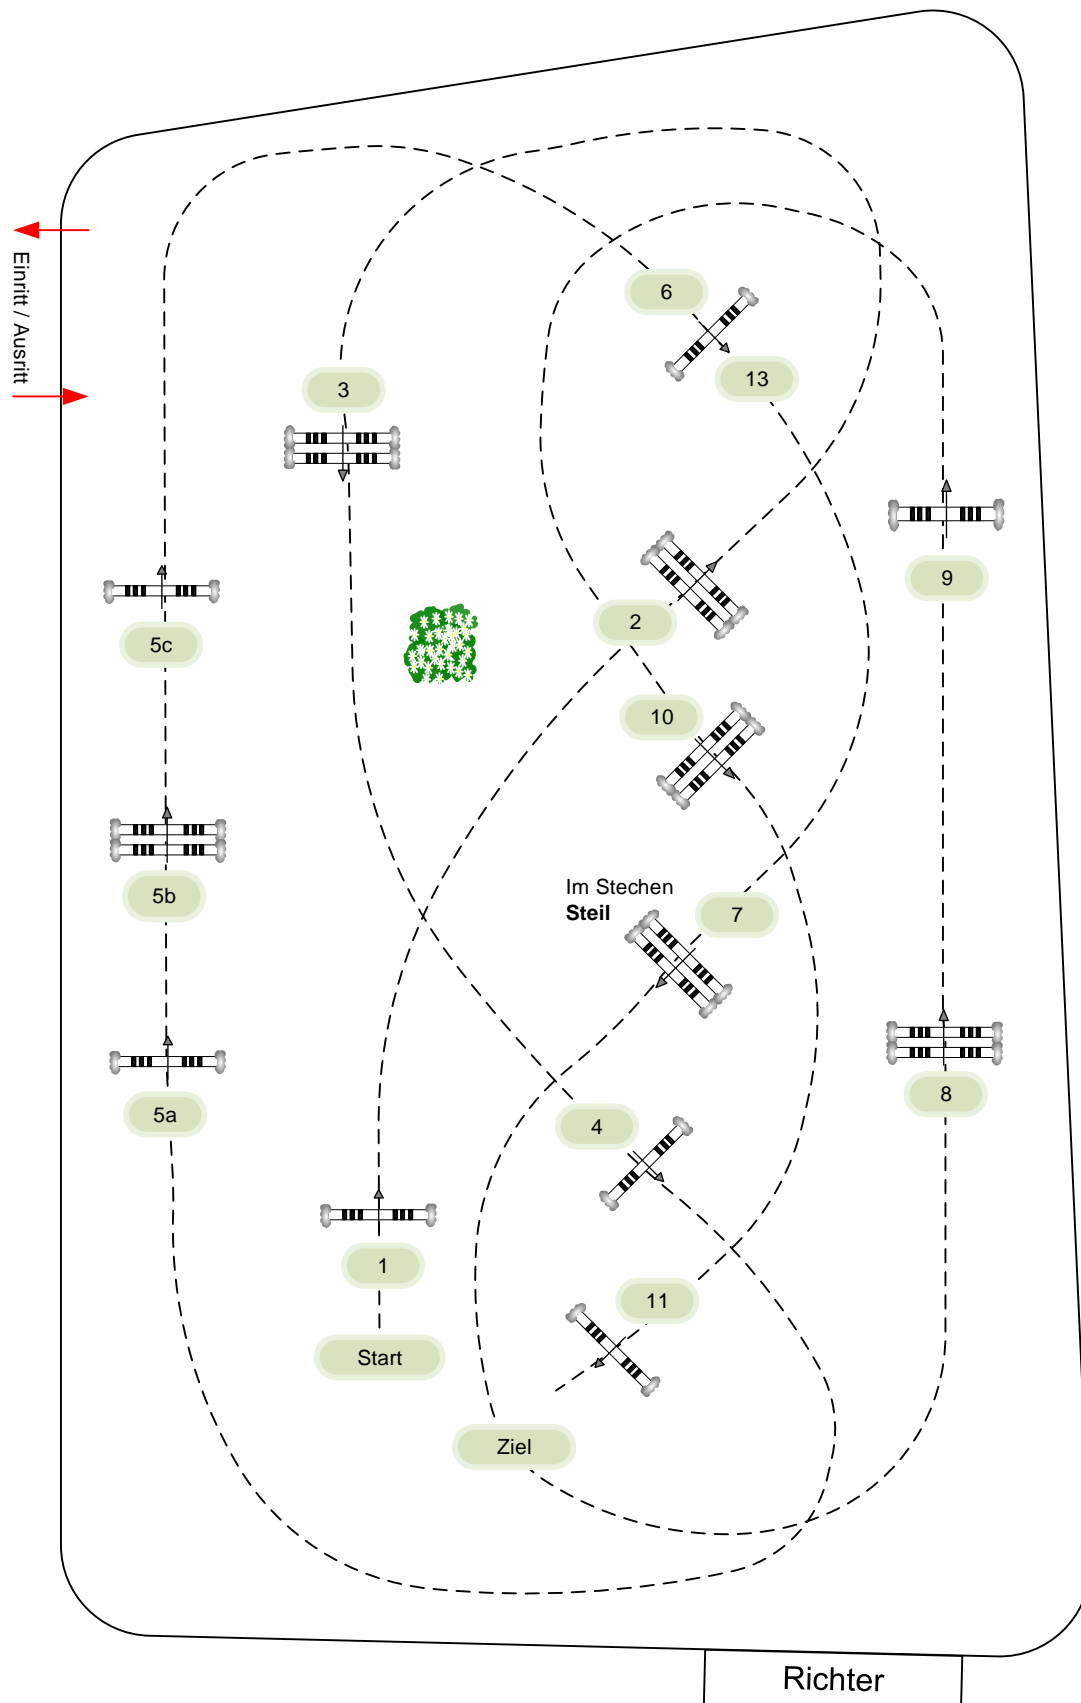 6
13
3
Einritt / Ausritt
9
5c
2
10
5b
Im Stechen
Steil
7
8
5a
4
1
11
Start
Ziel
Richter